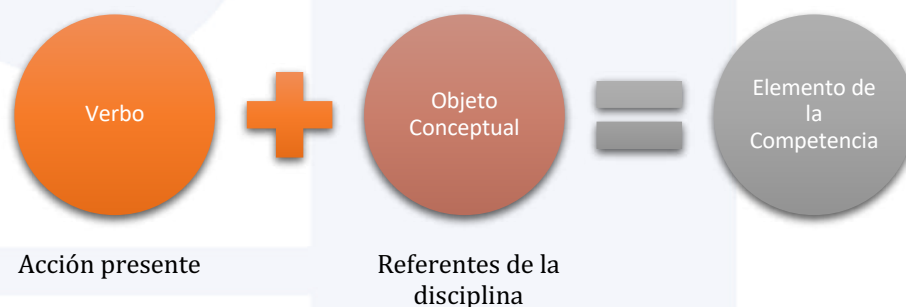 Verbo
Objeto
Conceptual
Elemento de
la
Competencia
Acción presente
Referentes de la
disciplina